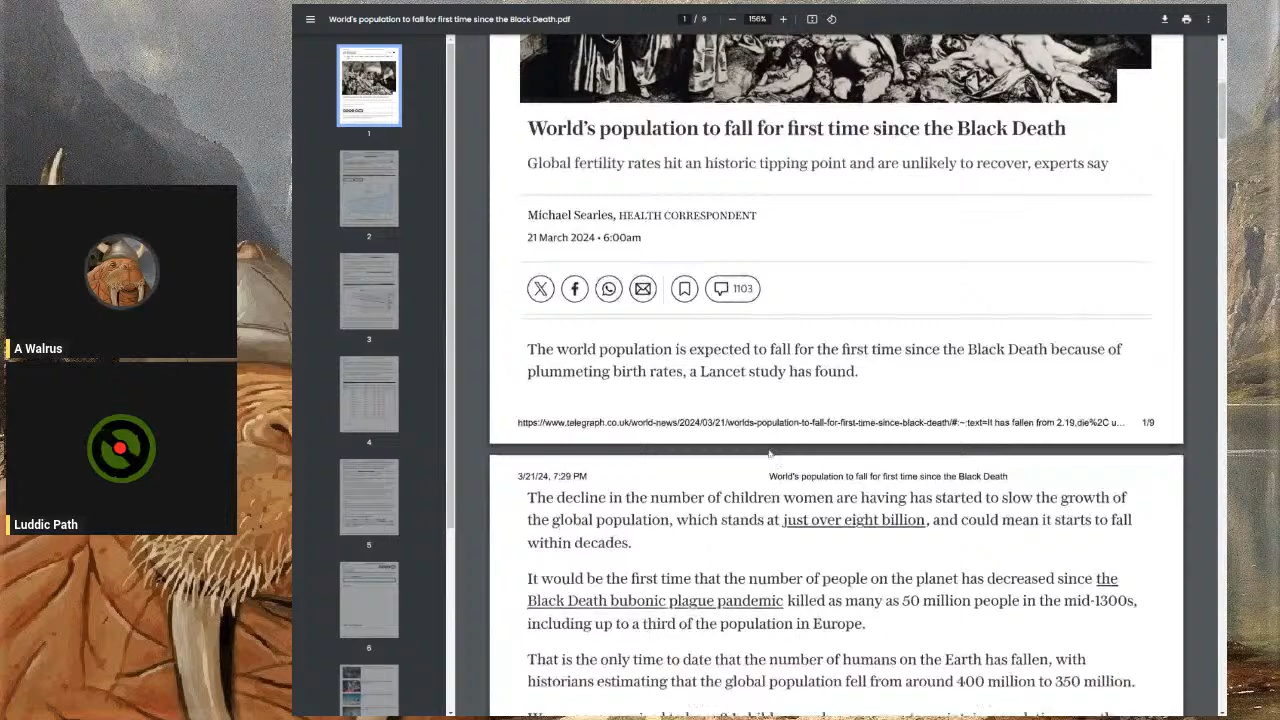 World's population to fall for first time since the Black Death.pdf
1 / 9
156%
World's population to fall for first time since the Black Death
Global fertility rates hit an historic tipping point and are unlikely to recover, experts say
Michael Searles, HEALTH CORRESPONDENT
21 March 2024 • 6:00am
1103
The world population is expected to fall for the first time since the Black Death because of
plummeting birth rates, a Lancet study has found.
https://www.telegraph.co.uk/world-news/2024/03/21/worlds-population-to-fall-for-first-time-since-black-death/#:~:text=It has fallen from 2.19,die%2C u... 1/9
3/21/24, 7:29 PM World's population to fall for first time since the Black Death
The decline in the number of children women are having has started to slow the growth of
the global population, which stands at just over eight billion, and could mean it starts to fall
within decades.
It would be the first time that the number of people on the planet has decreased since the
Black Death bubonic plague pandemic killed as many as 50 million people in the mid-1300s,
including up to a third of the population in Europe.
That is the only time to date that the number of humans on the Earth has fallen, with
historians estimating that the global population fell from around 400 million to 350 million.
1
2
3
4
5
6
A Walrus
Luddic Path